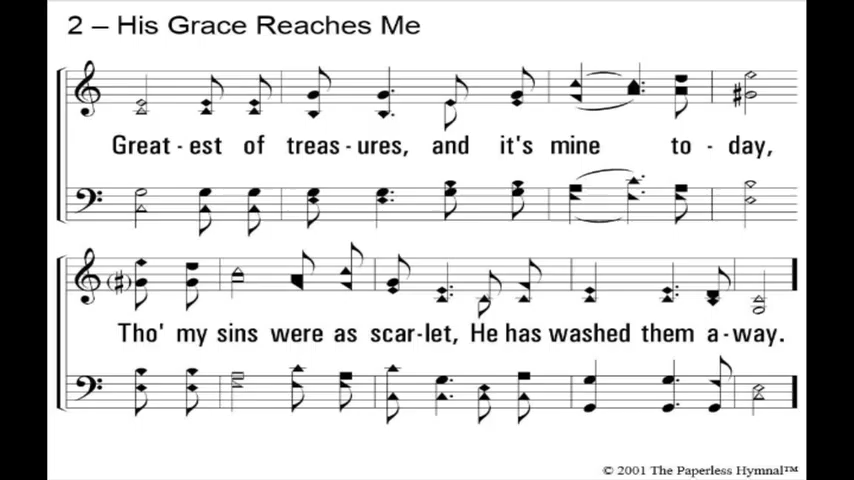 2 – His Grace Reaches Me
Great - est of treas - ures, and it's mine to - day,
Tho' my sins were as scar-let, He has washed them a-way.
© 2001 The Paperless Hymnal™